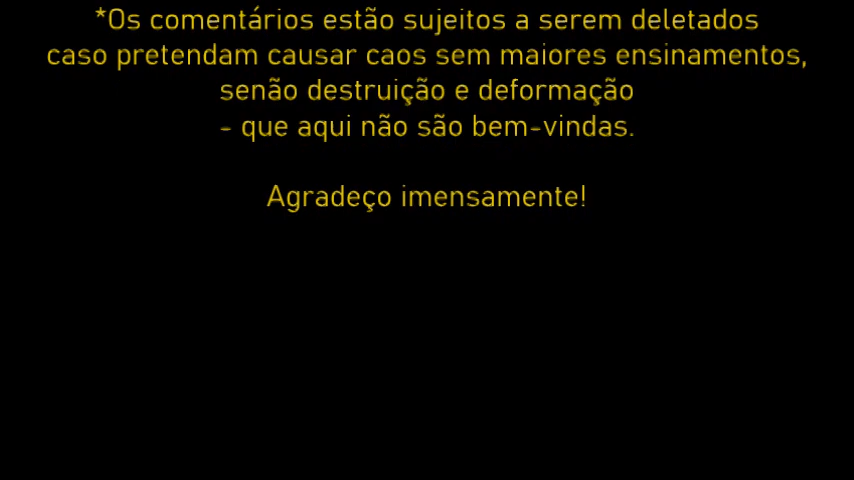 *Os comentários estão sujeitos a serem deletados
caso pretendam causar caos sem maiores ensinamentos,
senão destruição e deformação
- que aqui não são bem-vindas.
Agradeço imensamente!